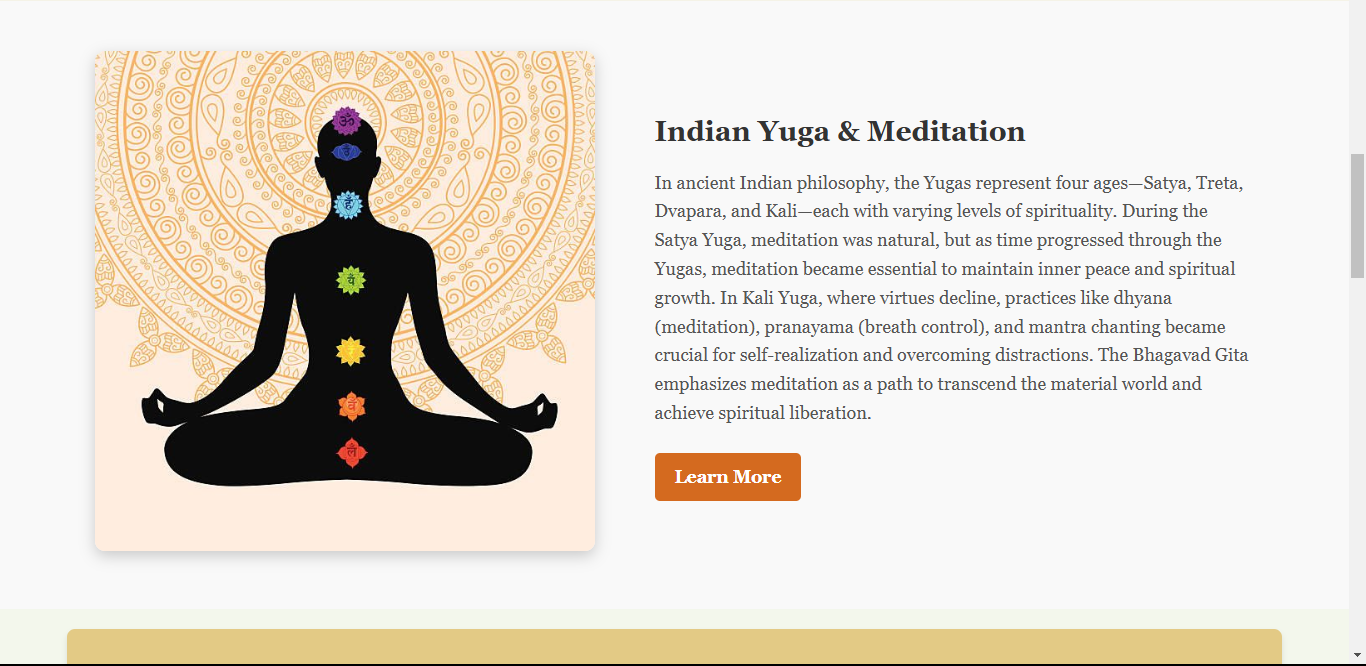 ॐ
Indian Yuga & Meditation
In ancient Indian philosophy, the Yugas represent four ages—Satya, Treta,
Dvapara, and Kali—each with varying levels of spirituality. During the
Satya Yuga, meditation was natural, but as time progressed through the
Yugas, meditation became essential to maintain inner peace and spiritual
growth. In Kali Yuga, where virtues decline, practices like dhyana
(meditation), pranayama (breath control), and mantra chanting became
crucial for self-realization and overcoming distractions. The Bhagavad Gita
emphasizes meditation as a path to transcend the material world and
achieve spiritual liberation.
Learn More